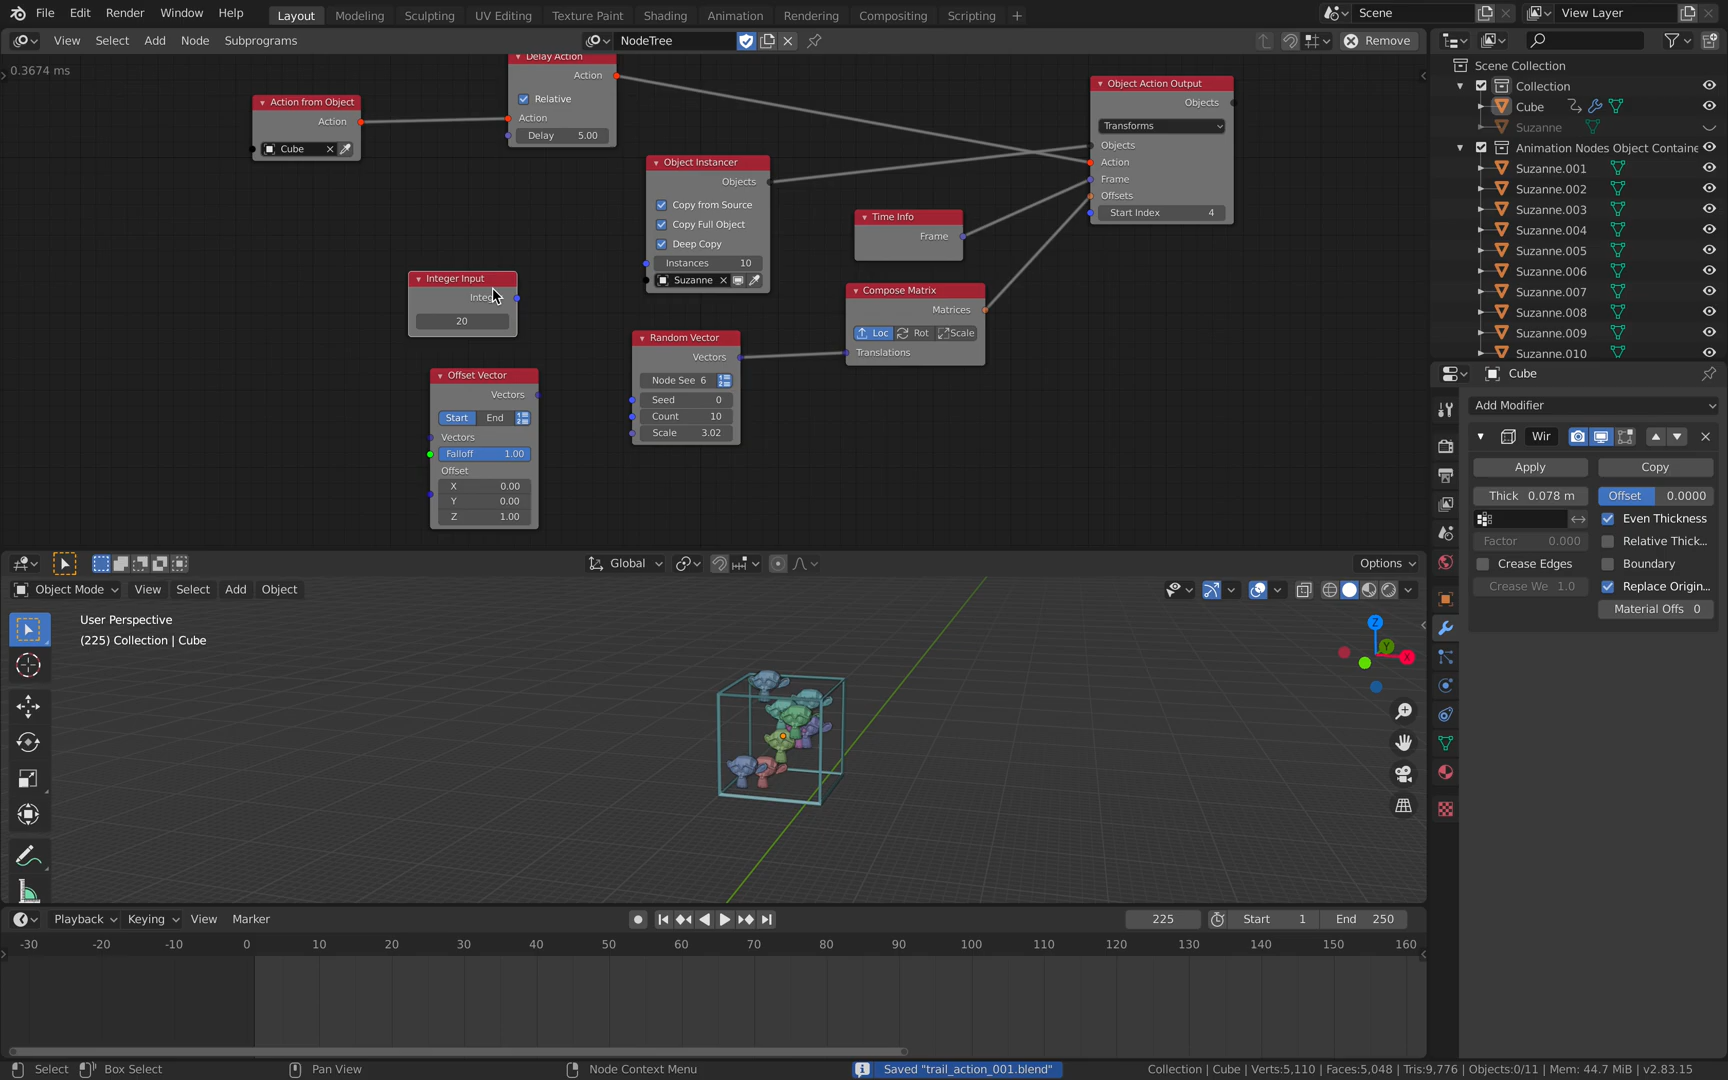 File Edit Render Window Help
Layout Modeling Sculpting UV Editing Texture Paint Shading Animation Rendering Compositing Scripting +
Scene
View Layer
View Select Add Node Subprograms
NodeTree
Remove
0.3674 ms
Delay Action
Action
Relative
Action
Delay 5.00
Action from Object
Action
Cube
Object Action Output
Objects
Transforms
Objects
Action
Frame
Offsets
Start Index 4
Object Instancer
Objects
Copy from Source
Copy Full Object
Deep Copy
Instances 10
Suzanne
Time Info
Frame
Integer Input
20
Compose Matrix
Matrices
Loc Rot Scale
Translations
Random Vector
Vectors
Node See 6
Seed 0
Count 10
Scale 3.02
Offset Vector
Vectors
Start End
Vectors
Falloff 1.00
Offset
X 0.00
Y 0.00
Z 1.00
Scene Collection
Collection
Cube
Suzanne
Animation Nodes Object Containe
Suzanne.001
Suzanne.002
Suzanne.003
Suzanne.004
Suzanne.005
Suzanne.006
Suzanne.007
Suzanne.008
Suzanne.009
Suzanne.010
Cube
Add Modifier
Wir
Apply Copy
Thick 0.078 m Offset 0.0000
Even Thickness
Factor 0.000 Relative Thick...
Crease Edges Boundary
Crease We 1.0 Replace Origin...
Material Offs 0
Global
Options
Object Mode View Select Add Object
User Perspective
(225) Collection | Cube
Z
Y
X
Playback Keying View Marker
225 Start 1 End 250
-30 -20 -10 0 10 20 30 40 50 60 70 80 90 100 110 120 130 140 150 160
Select Box Select Pan View Node Context Menu
Saved "trail_action_001.blend"
Collection | Cube | Verts:5,110 | Faces:5,048 | Tris:9,776 | Objects:0/11 | Mem: 44.7 MiB | v2.83.15